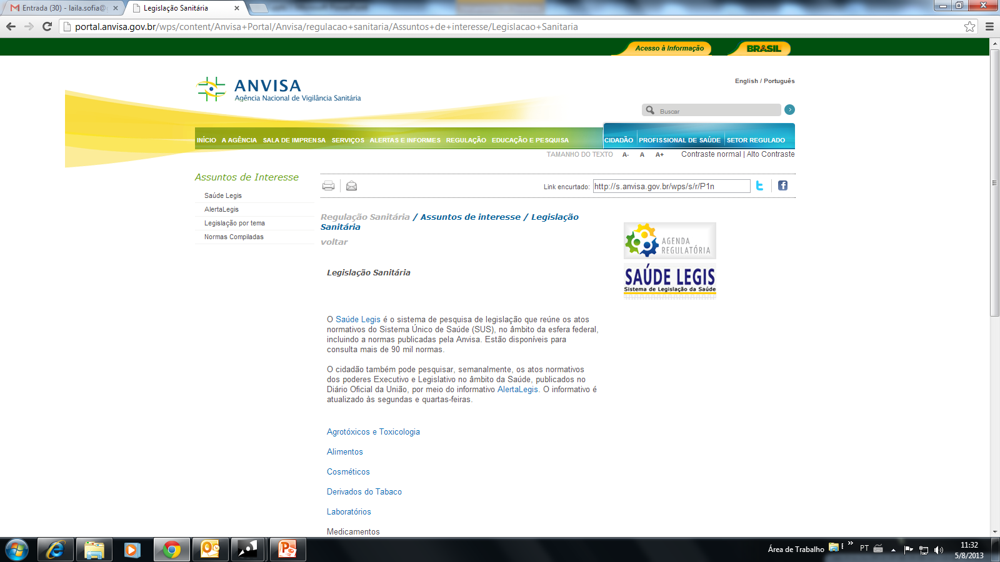 Entrada (30) - laila.sofia@
Legislação Sanitária
portal.anvisa.gov.br/wps/content/Anvisa+Portal/Anvisa/regulacao+sanitaria/Assuntos+de+interesse/Legislacao+Sanitaria
Acesso à Informação
BRASIL
ANVISA
Agência Nacional de Vigilância Sanitária
English / Português
Buscar
INÍCIO A AGÊNCIA SALA DE IMPRENSA SERVIÇOS ALERTAS E INFORMES REGULAÇÃO EDUCAÇÃO E PESQUISA CIDADÃO PROFISSIONAL DE SAÚDE SETOR REGULADO
TAMANHO DO TEXTO A- A A+ Contraste normal | Alto Contraste
Assuntos de Interesse
Saúde Legis
AlertaLegis
Legislação por tema
Normas Compiladas
Link encurtado: http://s.anvisa.gov.br/wps/s/r/P1n
Regulação Sanitária / Assuntos de interesse / Legislação
Sanitária
voltar
AGENDA
REGULATÓRIA
SAÚDE LEGIS
Sistema de Legislação da Saúde
Legislação Sanitária
O Saúde Legis é o sistema de pesquisa de legislação que reúne os atos
normativos do Sistema Único de Saúde (SUS), no âmbito da esfera federal,
incluindo a normas publicadas pela Anvisa. Estão disponíveis para
consulta mais de 90 mil normas.
O cidadão também pode pesquisar, semanalmente, os atos normativos
dos poderes Executivo e Legislativo no âmbito da Saúde, publicados no
Diário Oficial da União, por meio do informativo AlertaLegis. O informativo é
atualizado às segundas e quartas-feiras.
Agrotóxicos e Toxicologia
Alimentos
Cosméticos
Derivados do Tabaco
Laboratórios
Medicamentos
Área de Trabalho
PT
11:32
5/8/2013